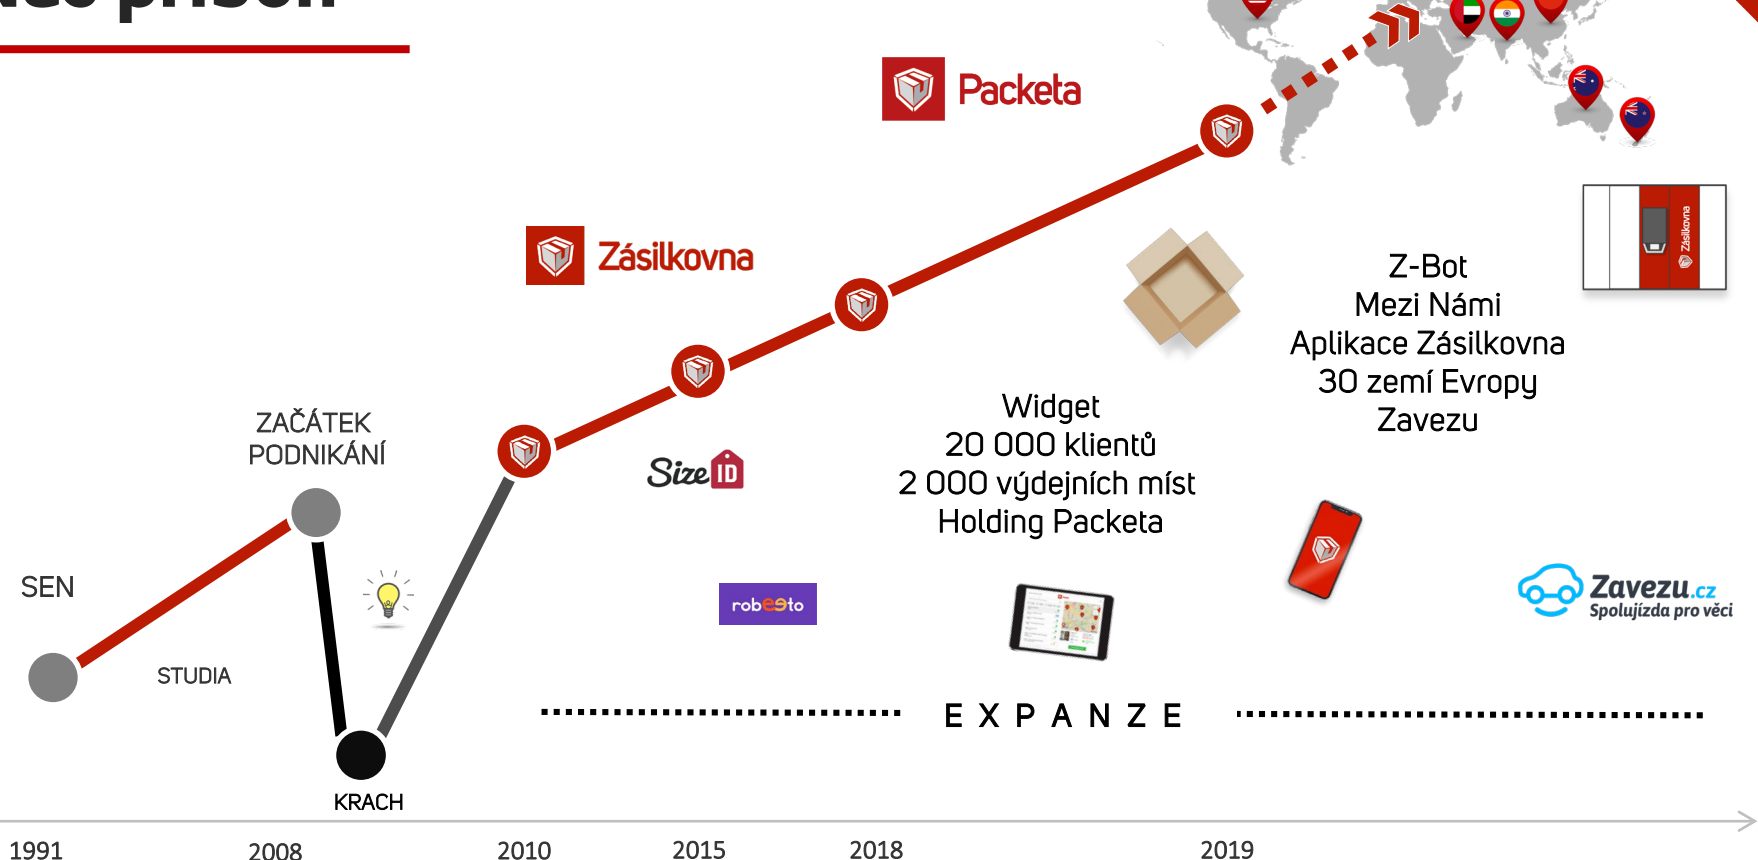 Packeta
Zásilkovna
Zásilkovna
Z-Bot
Mezi Námi
Aplikace Zásilkovna
30 zemí Evropy
Zavezu
Widget
20 000 klientů
2 000 výdejních míst
Holding Packeta
ZAČÁTEK
PODNIKÁNÍ
SizeID
SEN
robeeto
Zavezu.cz
Spolujízda pro věci
STUDIA
EXPANZE
KRACH
1991 2008 2010 2015 2018 2019